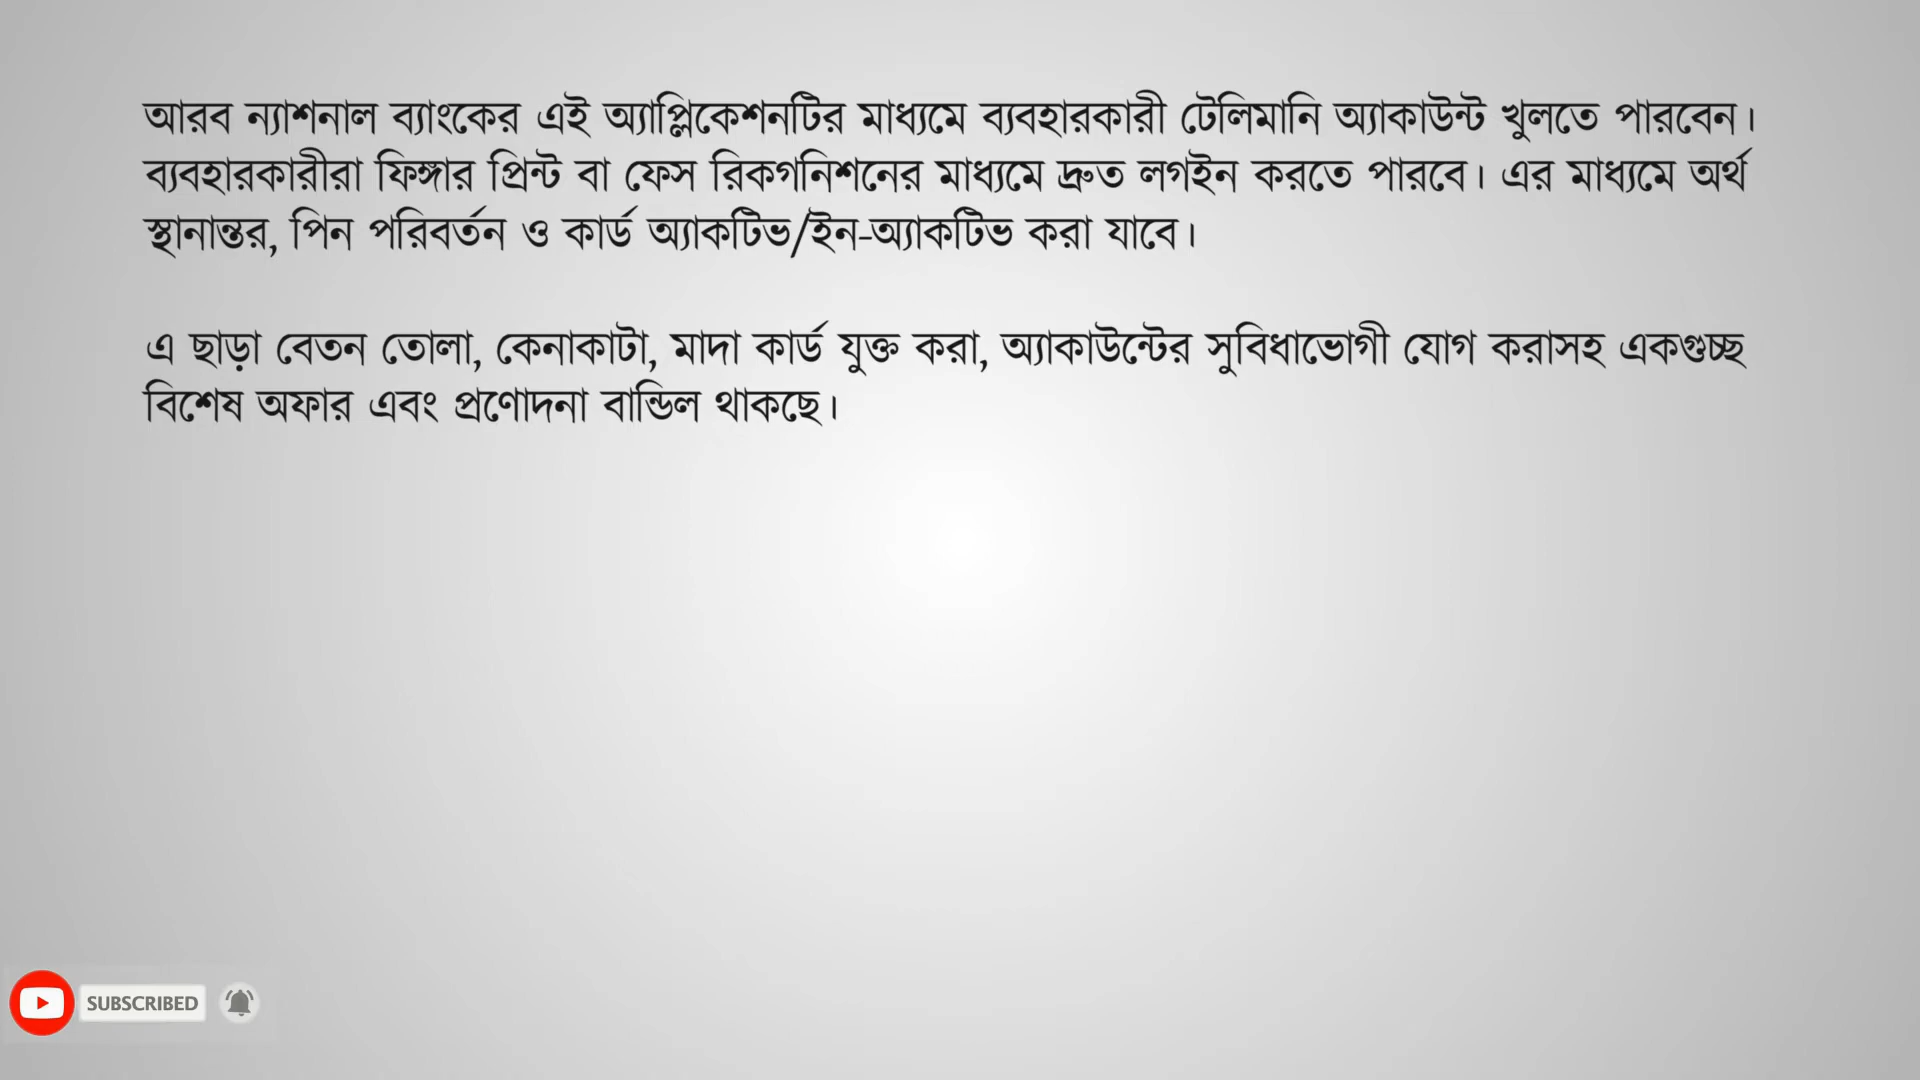 আরব ন্যাশনাল ব্যাংকের এই অ্যাপ্লিকেশনটির মাধ্যমে ব্যবহারকারী টেলিমানি অ্যাকাউন্ট খুলতে পারবেন।
ব্যবহারকারীরা ফিঙ্গার প্রিন্ট বা ফেস রিকগনিশনের মাধ্যমে দ্রুত লগইন করতে পারবে। এর মাধ্যমে অর্থ
স্থানান্তর, পিন পরিবর্তন ও কার্ড অ্যাকটিভ/ইন-অ্যাকটিভ করা যাবে।
এ ছাড়া বেতন তোলা, কেনাকাটা, মাদা কার্ড যুক্ত করা, অ্যাকাউন্টের সুবিধাভোগী যোগ করাসহ একগুচ্ছ
বিশেষ অফার এবং প্রণোদনা বান্ডিল থাকছে।
SUBSCRIBED